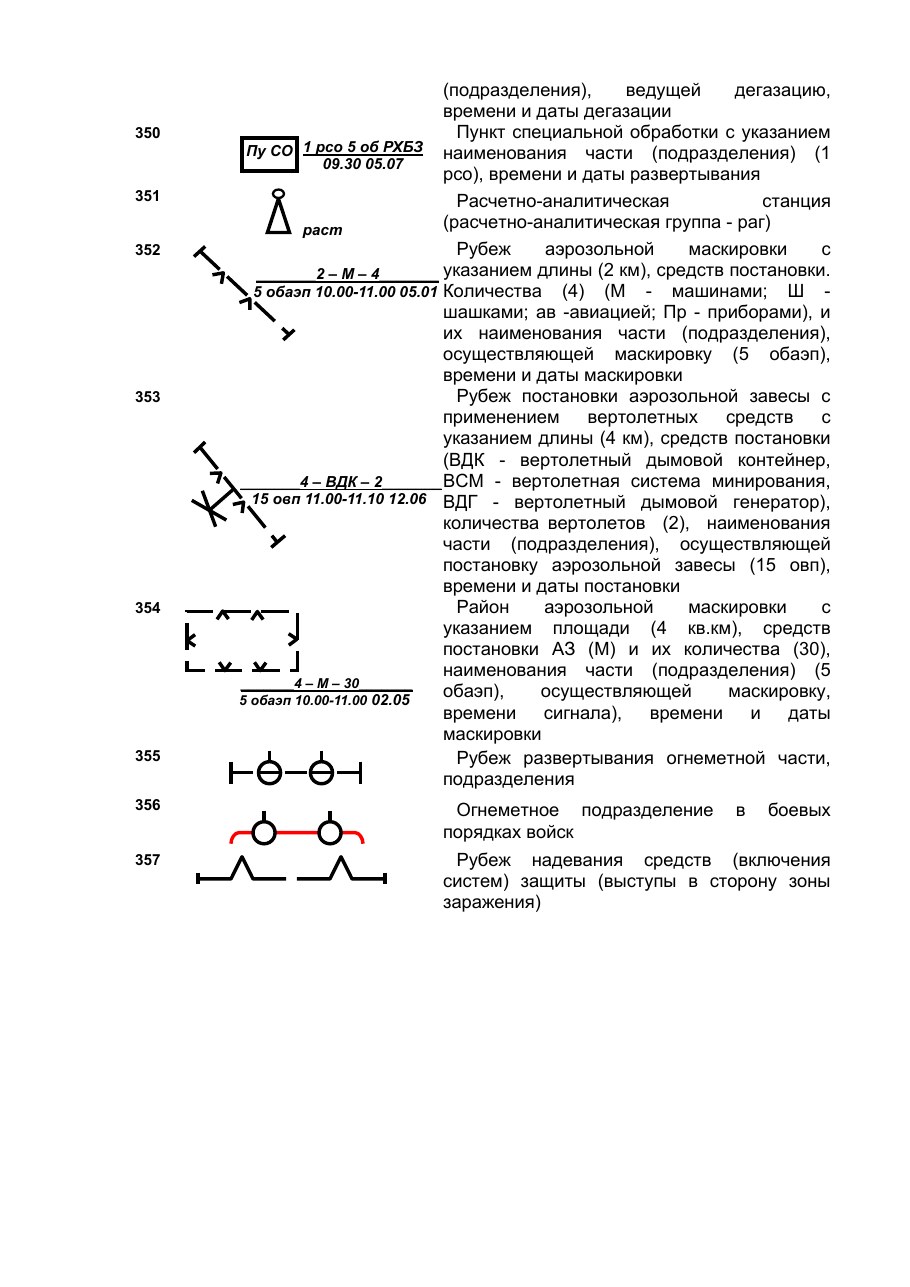 (подразделения), ведущей дегазацию,
времени и даты дегазации
350
Пу СО
1 рсо 5 об РХБЗ
09.30 05.07
Пункт специальной обработки с указанием
наименования части (подразделения) (1
рсо), времени и даты развертывания
351
раст
Расчетно-аналитическая станция
(расчетно-аналитическая группа - раг)
352
2 – М – 4
5 обаэп 10.00-11.00 05.01
Рубеж аэрозольной маскировки с
указанием длины (2 км), средств постановки.
Количества (4) (М - машинами; Ш -
шашками; ав -авиацией; Пр - приборами), и
их наименования части (подразделения),
осуществляющей маскировку (5 обаэп),
времени и даты маскировки
353
4 – ВДК – 2
15 овп 11.00-11.10 12.06
Рубеж постановки аэрозольной завесы с
применением вертолетных средств с
указанием длины (4 км), средств постановки
(ВДК - вертолетный дымовой контейнер,
ВСМ - вертолетная система минирования,
ВДГ - вертолетный дымовой генератор),
количества вертолетов (2), наименования
части (подразделения), осуществляющей
постановку аэрозольной завесы (15 овп),
времени и даты постановки
354
4 – М – 30
5 обаэп 10.00-11.00 02.05
Район аэрозольной маскировки с
указанием площади (4 кв.км), средств
постановки АЗ (М) и их количества (30),
наименования части (подразделения) (5
обаэп), осуществляющей маскировку,
времени сигнала), времени и даты
маскировки
355
Рубеж развертывания огнеметной части,
подразделения
356
Огнеметное подразделение в боевых
порядках войск
357
Рубеж надевания средств (включения
систем) защиты (выступы в сторону зоны
заражения)